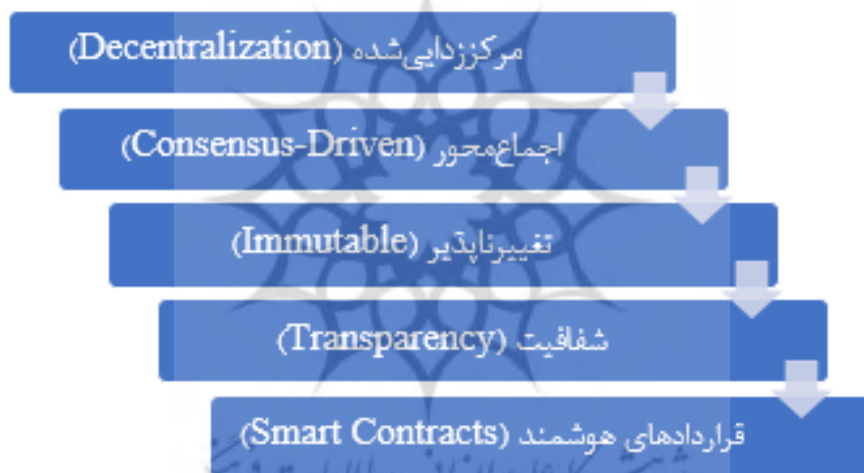 مرکززدایی‌شده (Decentralization)
اجماع‌محور (Consensus-Driven)
تغییرناپذیر (Immutable)
شفافیت (Transparency)
قراردادهای هوشمند (Smart Contracts)